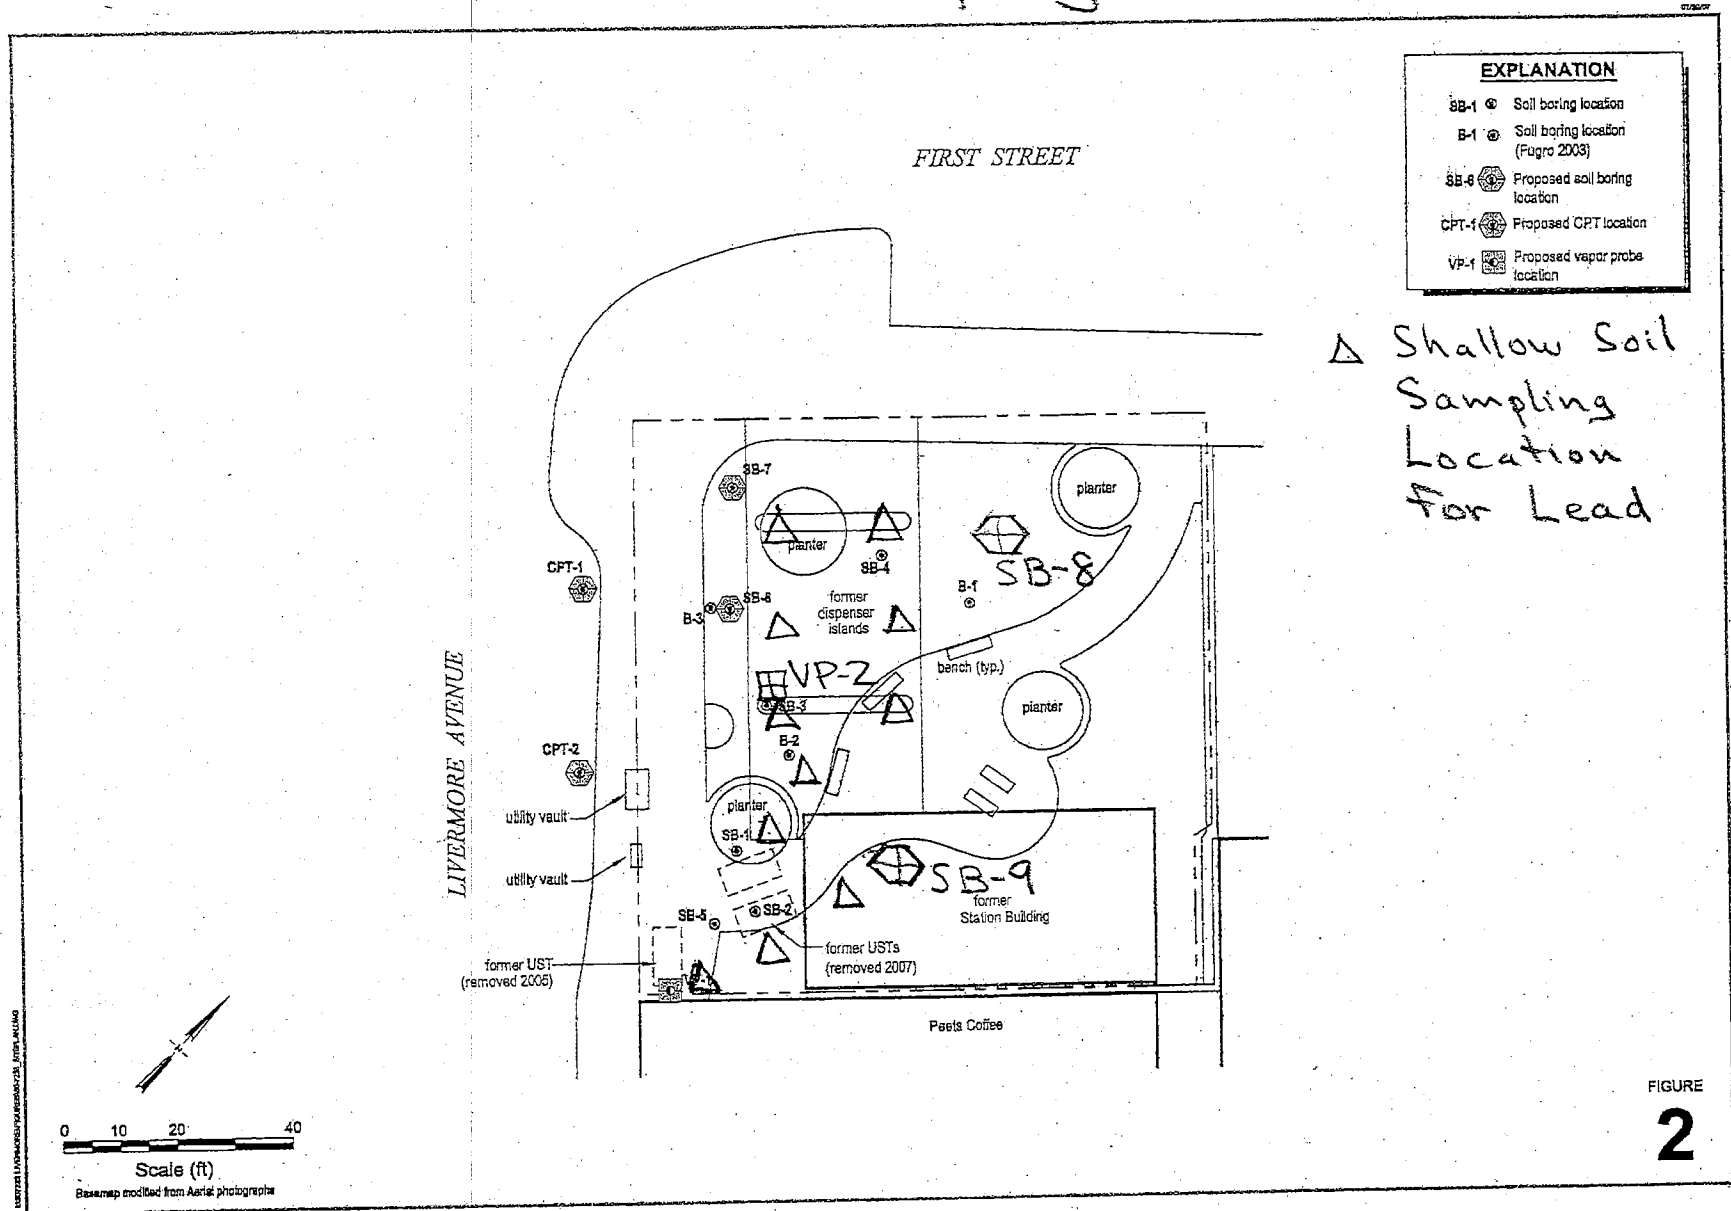 EXPLANATION
SB-1 Soil boring location
B-1 Soil boring location
(Fugro 2003)
SB-6 Proposed soil boring
location
CPT-1 Proposed CPT location
VP-1 Proposed vapor probe
location
△ Shallow Soil
Sampling
Location
For Lead
FIRST STREET
LIVERMORE AVENUE
SB-7
planter
planter
SB-4
SB-8
CPT-1
B-1
SB-6
B-3
former
dispenser
islands
VP-2
bench (typ.)
SB-3
planter
B-2
CPT-2
utility vault
planter
SB-1
utility vault
SB-9
former
Station Building
SB-5
SB-2
former USTs
(removed 2007)
former UST
(removed 2005)
Peets Coffee
0 10 20 40
Scale (ft)
Basemap modified from Aerial photographs
FIGURE
2